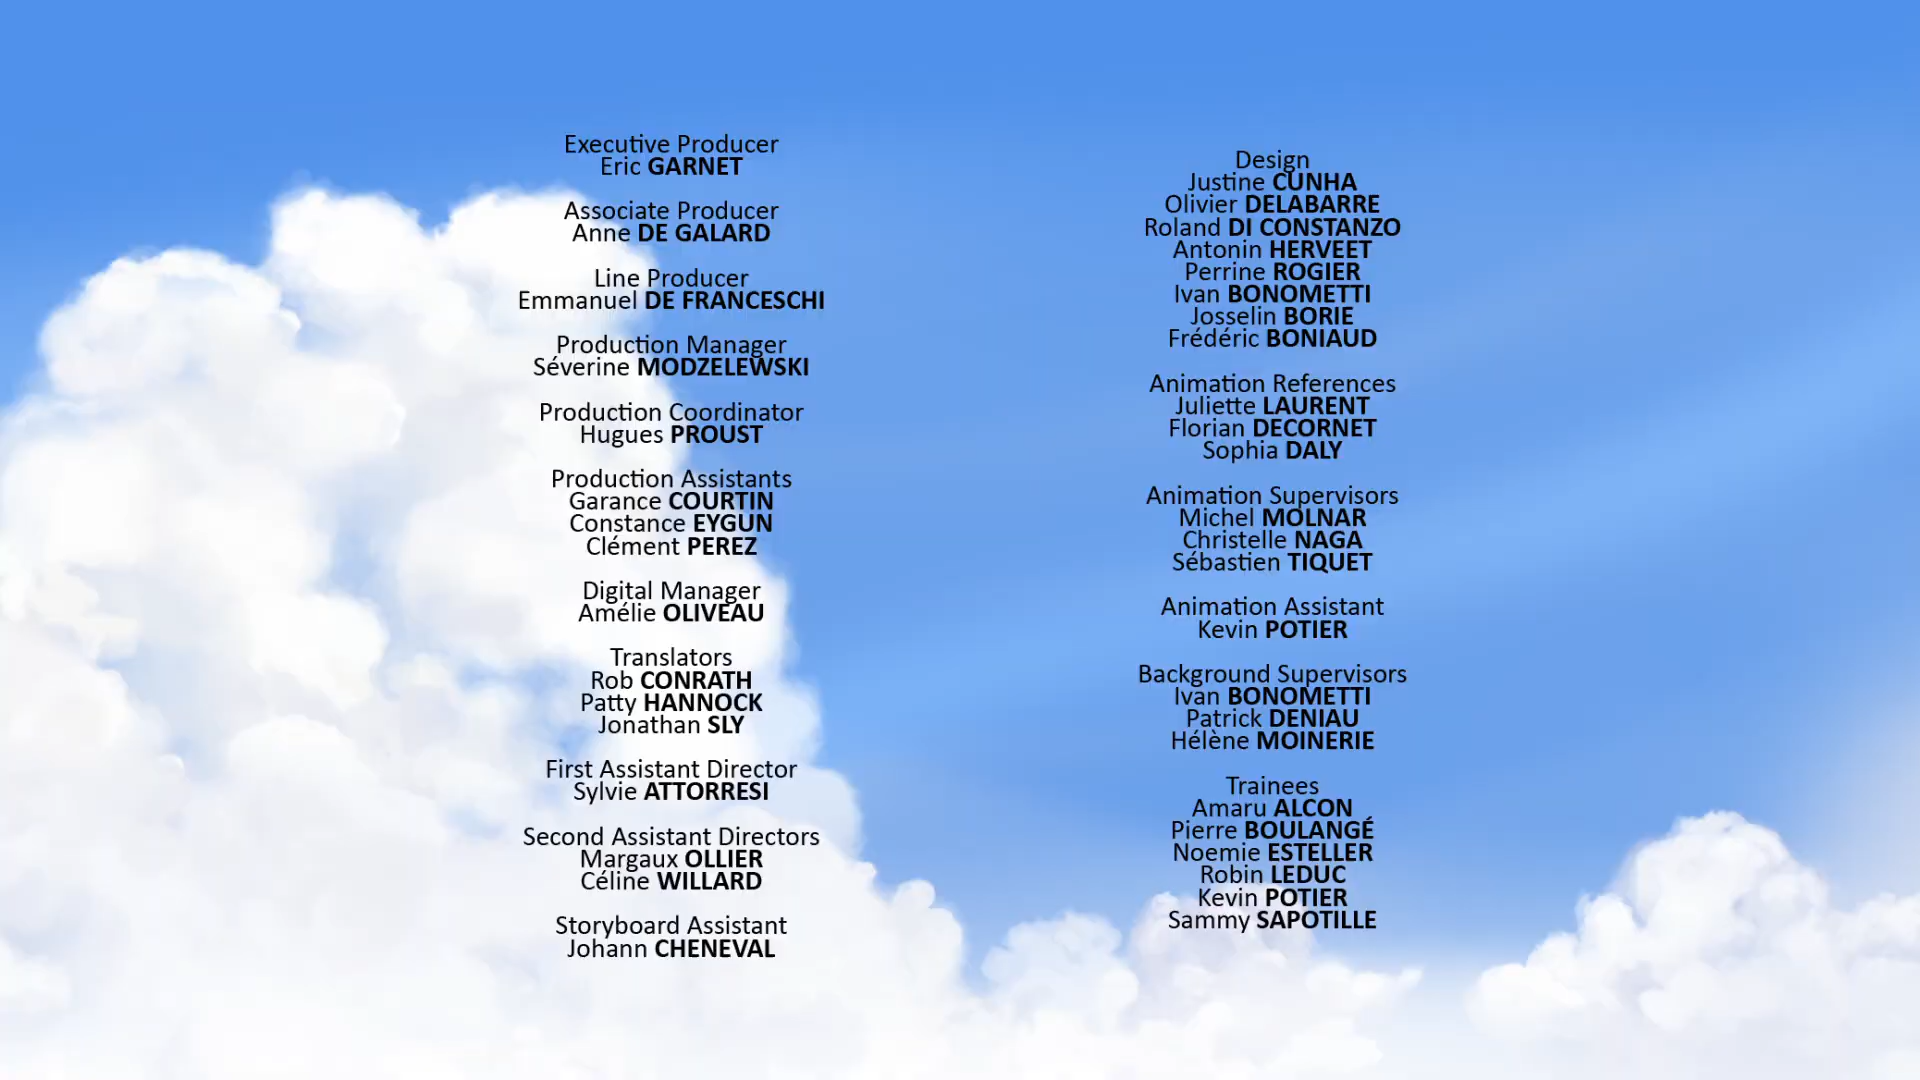 Executive Producer
Eric GARNET
Associate Producer
Anne DE GALARD
Line Producer
Emmanuel DE FRANCESCHI
Production Manager
Séverine MODZELEWSKI
Production Coordinator
Hugues PROUST
Production Assistants
Garance COURTIN
Constance EYGUN
Clément PEREZ
Digital Manager
Amélie OLIVEAU
Translators
Rob CONRATH
Patty HANNOCK
Jonathan SLY
First Assistant Director
Sylvie ATTORRESI
Second Assistant Directors
Margaux OLLIER
Céline WILLARD
Storyboard Assistant
Johann CHENEVAL
Design
Justine CUNHA
Olivier DELABARRE
Roland DI CONSTANZO
Antonin HERVEET
Perrine ROGIER
Ivan BONOMETTI
Josselin BORIE
Frédéric BONIAUD
Animation References
Juliette LAURENT
Florian DECORNET
Sophia DALY
Animation Supervisors
Michel MOLNAR
Christelle NAGA
Sébastien TIQUET
Animation Assistant
Kevin POTIER
Background Supervisors
Ivan BONOMETTI
Patrick DENIAU
Hélène MOINERIE
Trainees
Amaru ALCON
Pierre BOULANGÉ
Noemie ESTELLER
Robin LEDUC
Kevin POTIER
Sammy SAPOTILLE